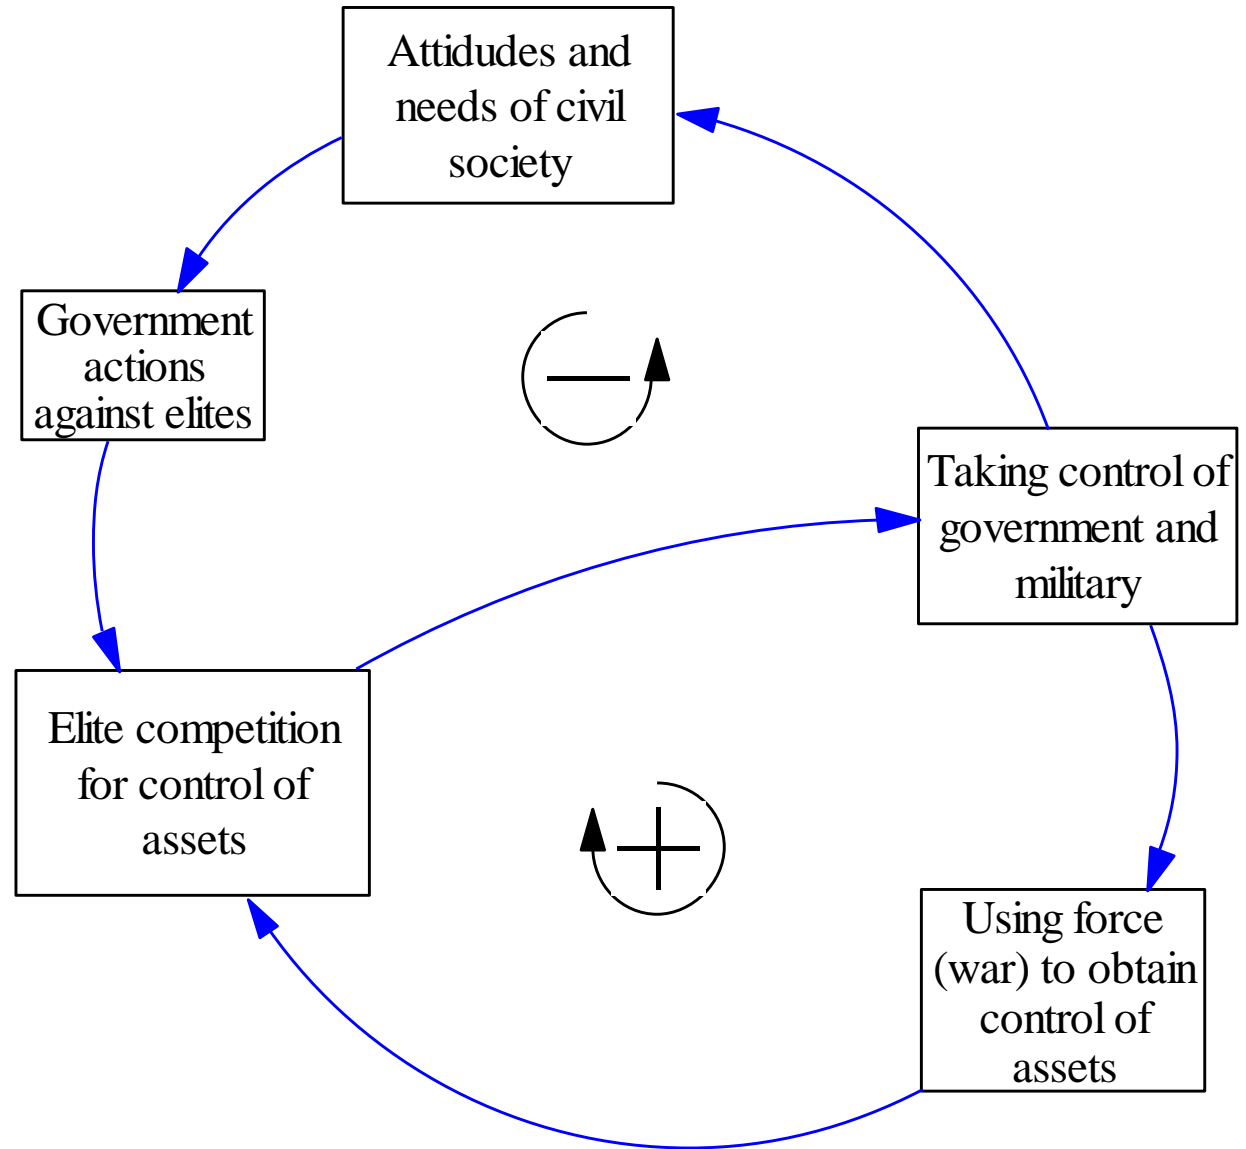 Attidudes and
needs of civil
society
Government
actions
against elites
Taking control of
government and
military
Elite competition
for control of
assets
Using force
(war) to obtain
control of
assets